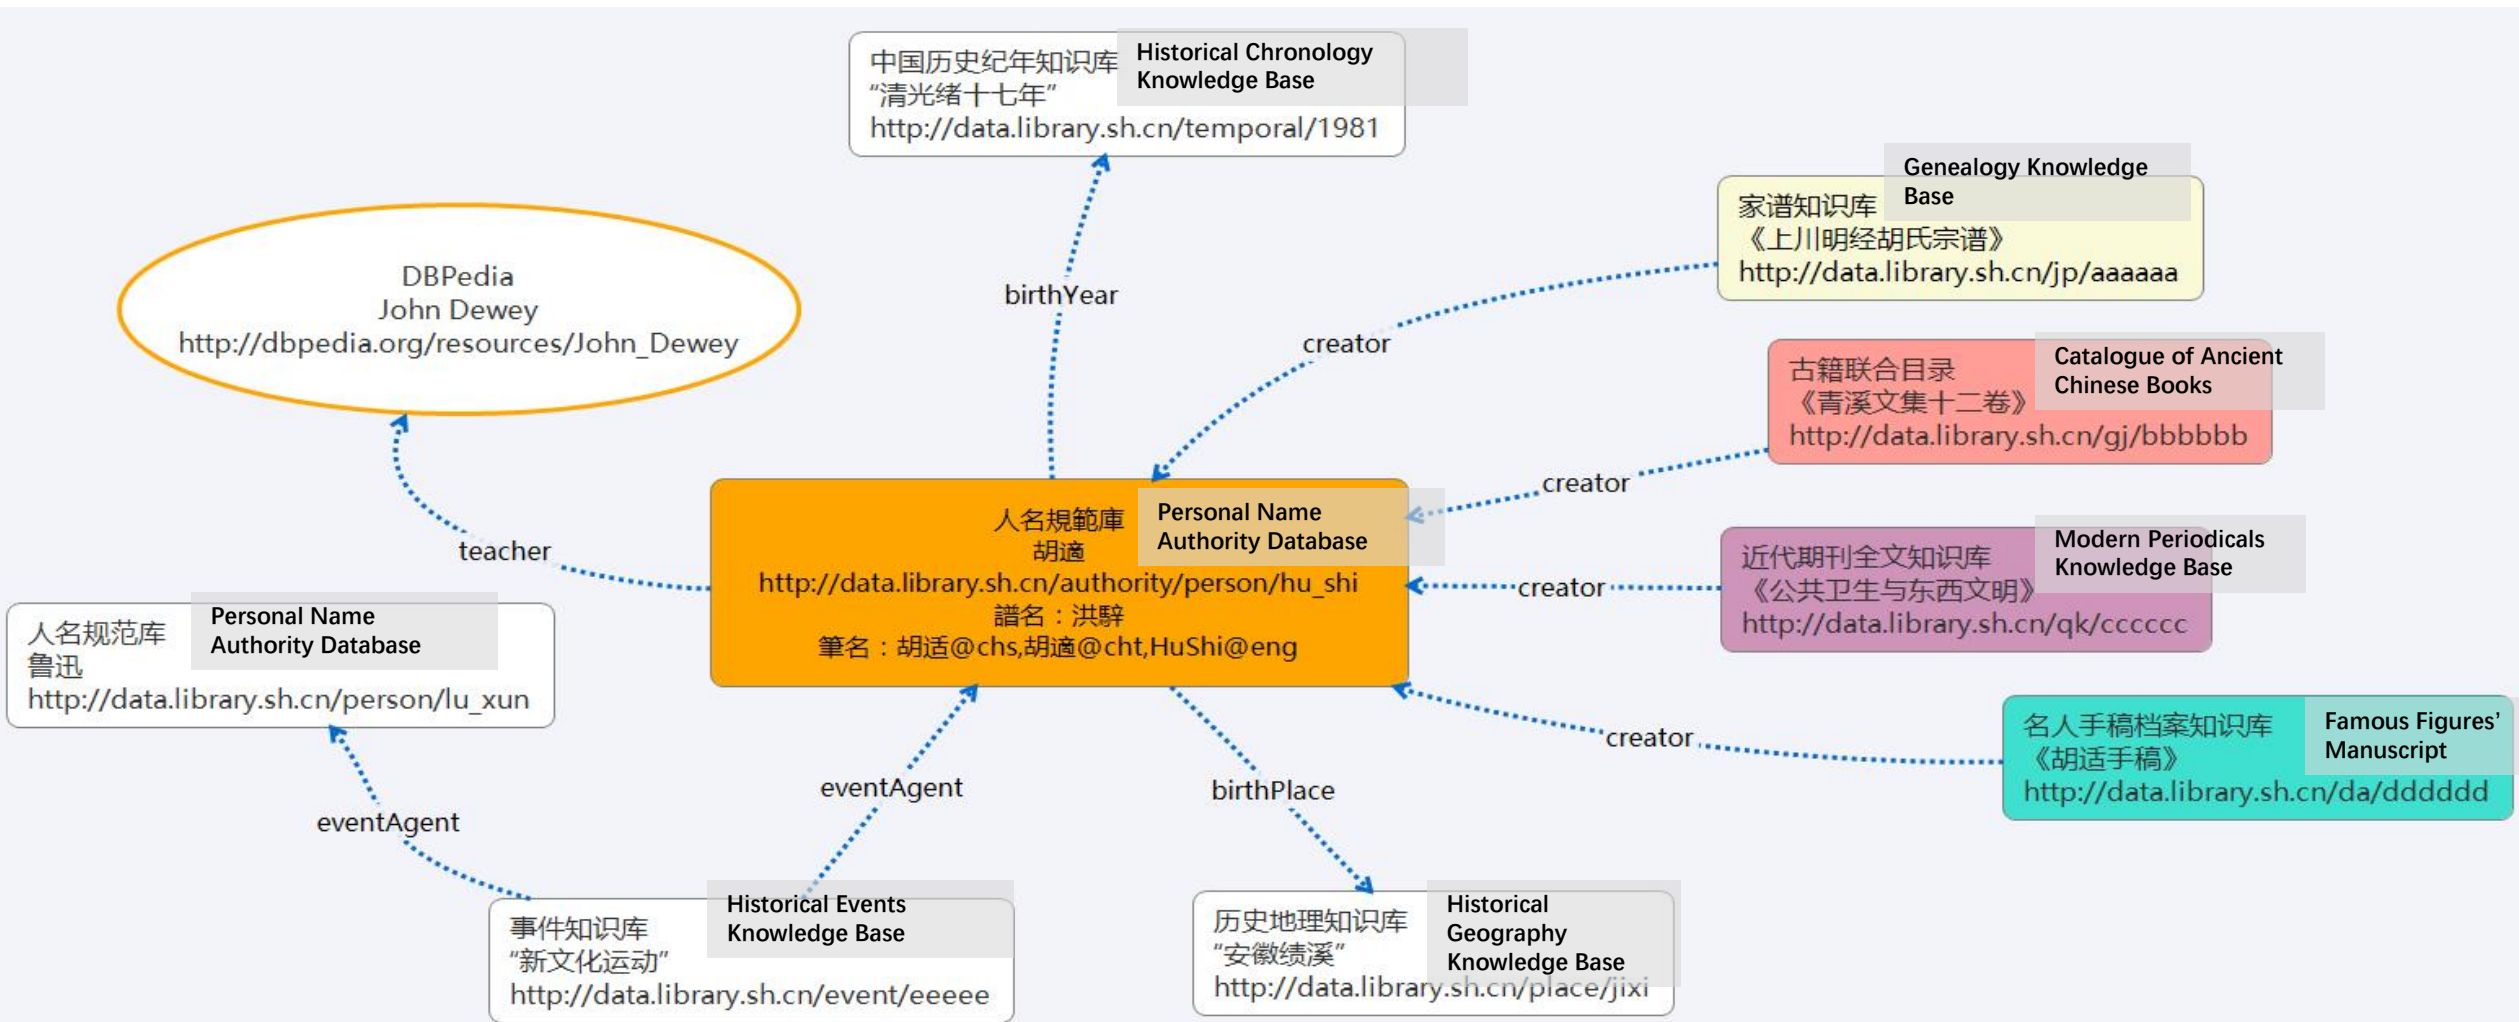 中国历史纪年知识库
“清光绪十七年”
http://data.library.sh.cn/temporal/1981
Historical Chronology
Knowledge Base
DBPedia
John Dewey
http://dbpedia.org/resources/John_Dewey
birthYear
Genealogy Knowledge
Base
家谱知识库
《上川明经胡氏宗谱》
http://data.library.sh.cn/jp/aaaaaa
creator
古籍联合目录
《青溪文集十二卷》
http://data.library.sh.cn/gj/bbbbbb
Catalogue of Ancient
Chinese Books
creator
人名規範庫
胡適
http://data.library.sh.cn/authority/person/hu_shi
譜名：洪騂
筆名：胡适@chs,胡適@cht,HuShi@eng
Personal Name
Authority Database
teacher
近代期刊全文知识库
《公共卫生与东西文明》
http://data.library.sh.cn/qk/cccccc
Modern Periodicals
Knowledge Base
creator
人名规范库
鲁迅
http://data.library.sh.cn/person/lu_xun
Personal Name
Authority Database
名人手稿档案知识库
《胡适手稿》
http://data.library.sh.cn/da/dddddd
Famous Figures’
Manuscript
creator
eventAgent
eventAgent
birthPlace
事件知识库
“新文化运动”
http://data.library.sh.cn/event/eeeee
Historical Events
Knowledge Base
历史地理知识库
“安徽绩溪”
http://data.library.sh.cn/place/jixi
Historical
Geography
Knowledge Base